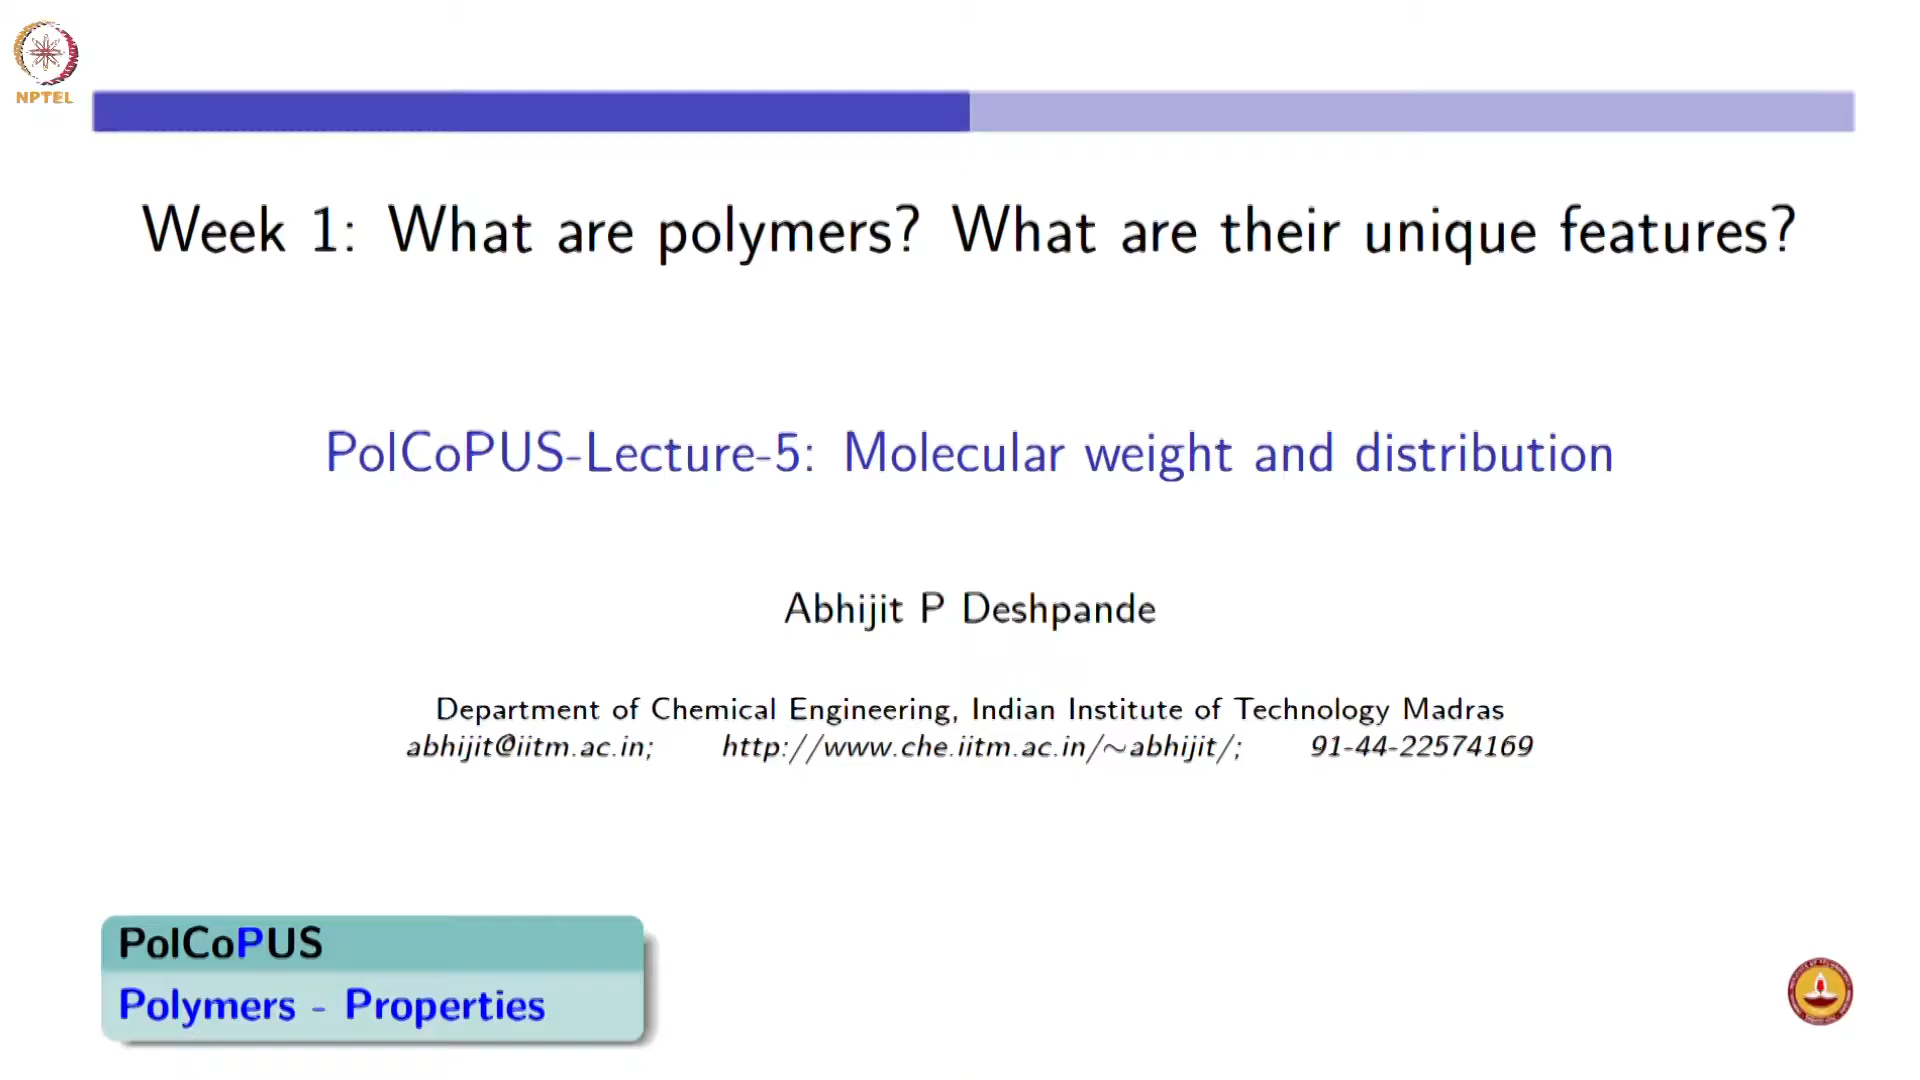 NPTEL
Week 1: What are polymers? What are their unique features?
PolCoPUS-Lecture-5: Molecular weight and distribution
Abhijit P Deshpande
Department of Chemical Engineering, Indian Institute of Technology Madras
abhijit@iitm.ac.in; http://www.che.iitm.ac.in/~abhijit/; 91-44-22574169
PolCoPUS
Polymers - Properties